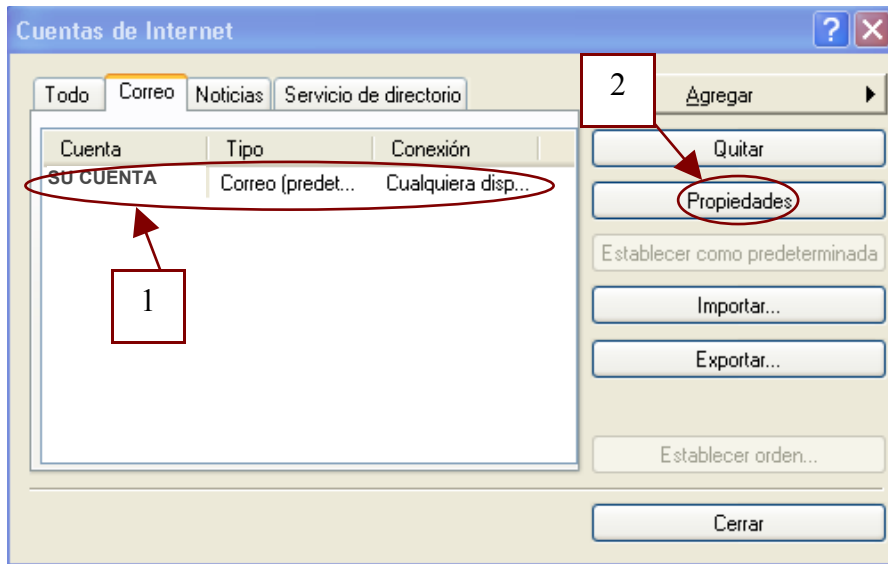 Cuentas de Internet
Todo Correo Noticias Servicio de directorio
Cuenta Tipo Conexión
SU CUENTA Correo (predet... Cualquiera disp...
1
2
Agregar
Quitar
Propiedades
Establecer como predeterminada
Importar...
Exportar...
Establecer orden...
Cerrar